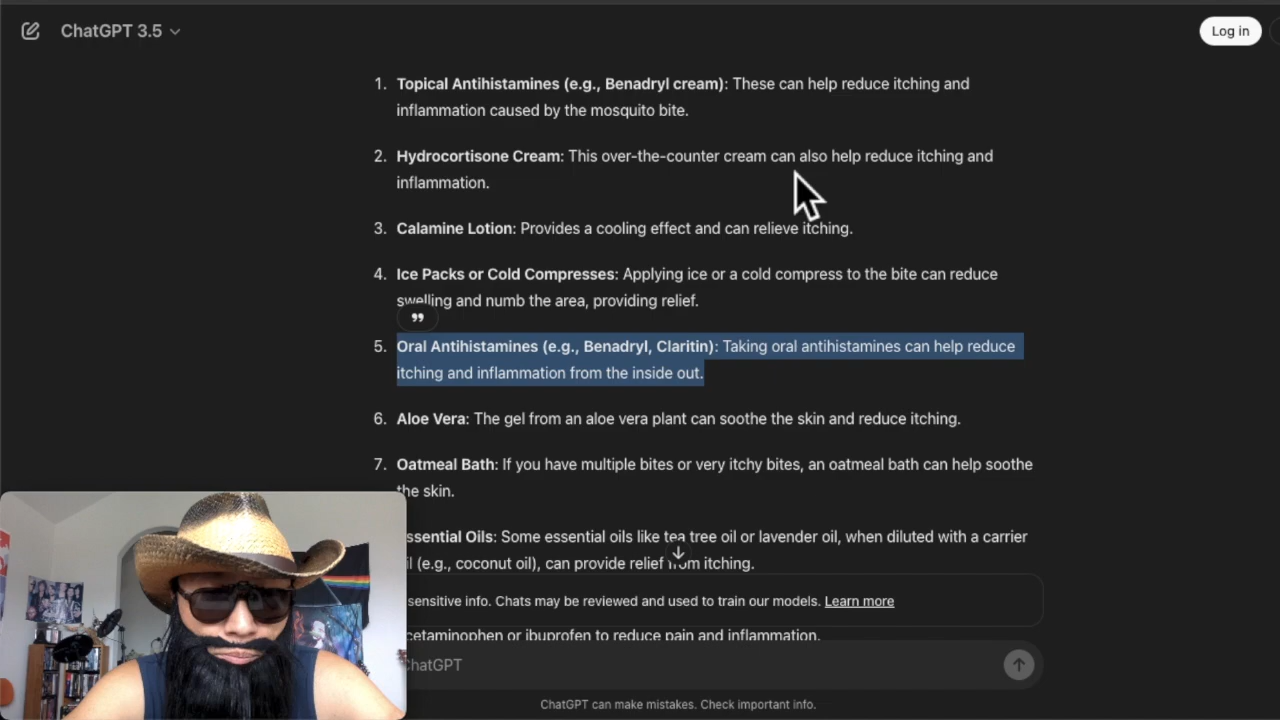 ChatGPT 3.5
Log in
1. Topical Antihistamines (e.g., Benadryl cream): These can help reduce itching and
inflammation caused by the mosquito bite.
2. Hydrocortisone Cream: This over-the-counter cream can also help reduce itching and
inflammation.
3. Calamine Lotion: Provides a cooling effect and can relieve itching.
4. Ice Packs or Cold Compresses: Applying ice or a cold compress to the bite can reduce
swelling and numb the area, providing relief.
5. Oral Antihistamines (e.g., Benadryl, Claritin): Taking oral antihistamines can help reduce
itching and inflammation from the inside out.
6. Aloe Vera: The gel from an aloe vera plant can soothe the skin and reduce itching.
7. Oatmeal Bath: If you have multiple bites or very itchy bites, an oatmeal bath can help soothe
the skin.
ssential Oils: Some essential oils like tea tree oil or lavender oil, when diluted with a carrier
il (e.g., coconut oil), can provide relief from itching.
sensitive info. Chats may be reviewed and used to train our models. Learn more
cetaminophen or ibuprofen to reduce pain and inflammation.
ChatGPT
ChatGPT can make mistakes. Check important info.